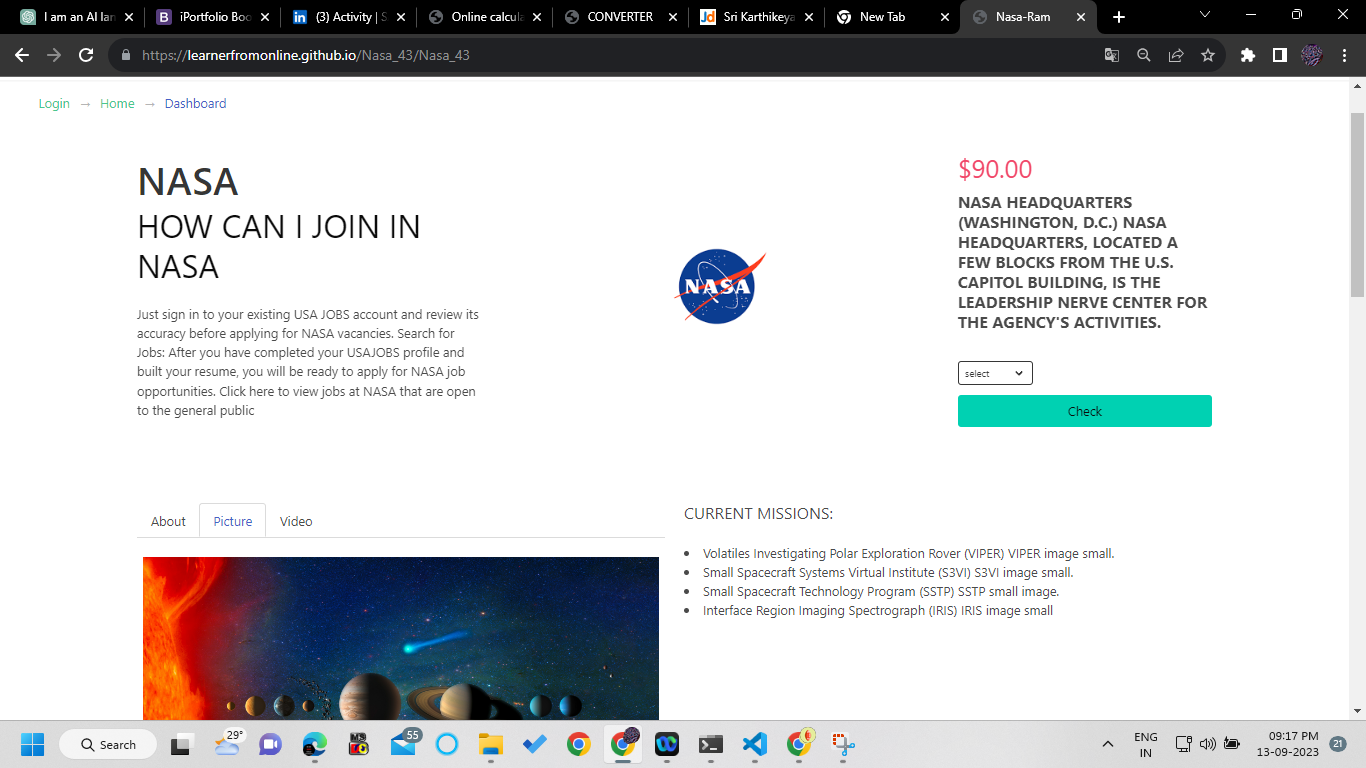 I am an AI lan
iPortfolio Boo
(3) Activity | S
Online calcula
CONVERTER
Sri Karthikeya
New Tab
Nasa-Ram
https://learnerfromonline.github.io/Nasa_43/Nasa_43
Login → Home → Dashboard
NASA
HOW CAN I JOIN IN
NASA
Just sign in to your existing USA JOBS account and review its
accuracy before applying for NASA vacancies. Search for
Jobs: After you have completed your USAJOBS profile and
built your resume, you will be ready to apply for NASA job
opportunities. Click here to view jobs at NASA that are open
to the general public
NASA
$90.00
NASA HEADQUARTERS
(WASHINGTON, D.C.) NASA
HEADQUARTERS, LOCATED A
FEW BLOCKS FROM THE U.S.
CAPITOL BUILDING, IS THE
LEADERSHIP NERVE CENTER FOR
THE AGENCY'S ACTIVITIES.
select
Check
About
Picture
Video
CURRENT MISSIONS:
• Volatiles Investigating Polar Exploration Rover (VIPER) VIPER image small.
• Small Spacecraft Systems Virtual Institute (S3VI) S3VI image small.
• Small Spacecraft Technology Program (SSTP) SSTP small image.
• Interface Region Imaging Spectrograph (IRIS) IRIS image small
Search
29°
55
ENG
IN
09:17 PM
13-09-2023
21